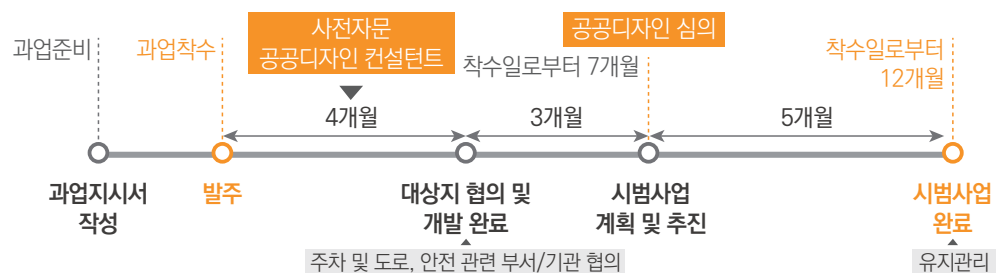 과업준비
과업착수
사전자문
공공디자인 컨설턴트
공공디자인 심의
착수일로부터 7개월
착수일로부터
12개월
4개월
3개월
5개월
과업지시서
작성
발주
대상지 협의 및
개발 완료
시범사업
계획 및 추진
시범사업
완료
주차 및 도로, 안전 관련 부서/기관 협의
유지관리